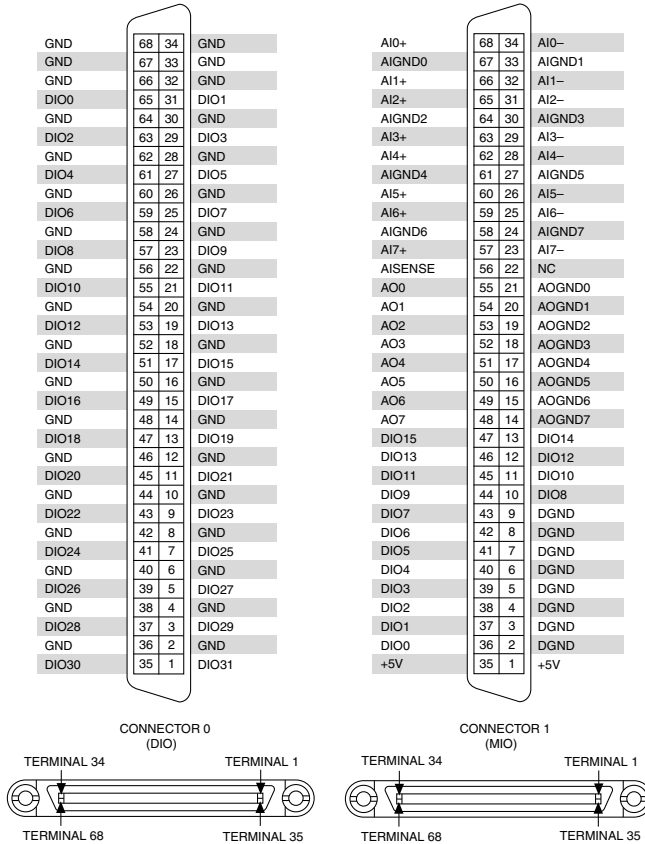 GND 68 34 GND
GND 67 33 GND
GND 66 32 GND
DIO0 65 31 DIO1
GND 64 30 GND
DIO2 63 29 DIO3
GND 62 28 GND
DIO4 61 27 DIO5
GND 60 26 GND
DIO6 59 25 DIO7
GND 58 24 GND
DIO8 57 23 DIO9
GND 56 22 GND
DIO10 55 21 DIO11
GND 54 20 GND
DIO12 53 19 DIO13
GND 52 18 GND
DIO14 51 17 DIO15
GND 50 16 GND
DIO16 49 15 DIO17
GND 48 14 GND
DIO18 47 13 DIO19
GND 46 12 GND
DIO20 45 11 DIO21
GND 44 10 GND
DIO22 43 9 DIO23
GND 42 8 GND
DIO24 41 7 DIO25
GND 40 6 GND
DIO26 39 5 DIO27
GND 38 4 GND
DIO28 37 3 DIO29
GND 36 2 GND
DIO30 35 1 DIO31
CONNECTOR 0
(DIO)
TERMINAL 34 TERMINAL 1
TERMINAL 68 TERMINAL 35
AI0+ 68 34 AI0–
AIGND0 67 33 AIGND1
AI1+ 66 32 AI1–
AI2+ 65 31 AI2–
AIGND2 64 30 AIGND3
AI3+ 63 29 AI3–
AI4+ 62 28 AI4–
AIGND4 61 27 AIGND5
AI5+ 60 26 AI5–
AI6+ 59 25 AI6–
AIGND6 58 24 AIGND7
AI7+ 57 23 AI7–
AISENSE 56 22 NC
AO0 55 21 AOGND0
AO1 54 20 AOGND1
AO2 53 19 AOGND2
AO3 52 18 AOGND3
AO4 51 17 AOGND4
AO5 50 16 AOGND5
AO6 49 15 AOGND6
AO7 48 14 AOGND7
DIO15 47 13 DIO14
DIO13 46 12 DIO12
DIO11 45 11 DIO10
DIO9 44 10 DIO8
DIO7 43 9 DGND
DIO6 42 8 DGND
DIO5 41 7 DGND
DIO4 40 6 DGND
DIO3 39 5 DGND
DIO2 38 4 DGND
DIO1 37 3 DGND
DIO0 36 2 DGND
+5V 35 1 +5V
CONNECTOR 1
(MIO)
TERMINAL 34 TERMINAL 1
TERMINAL 68 TERMINAL 35